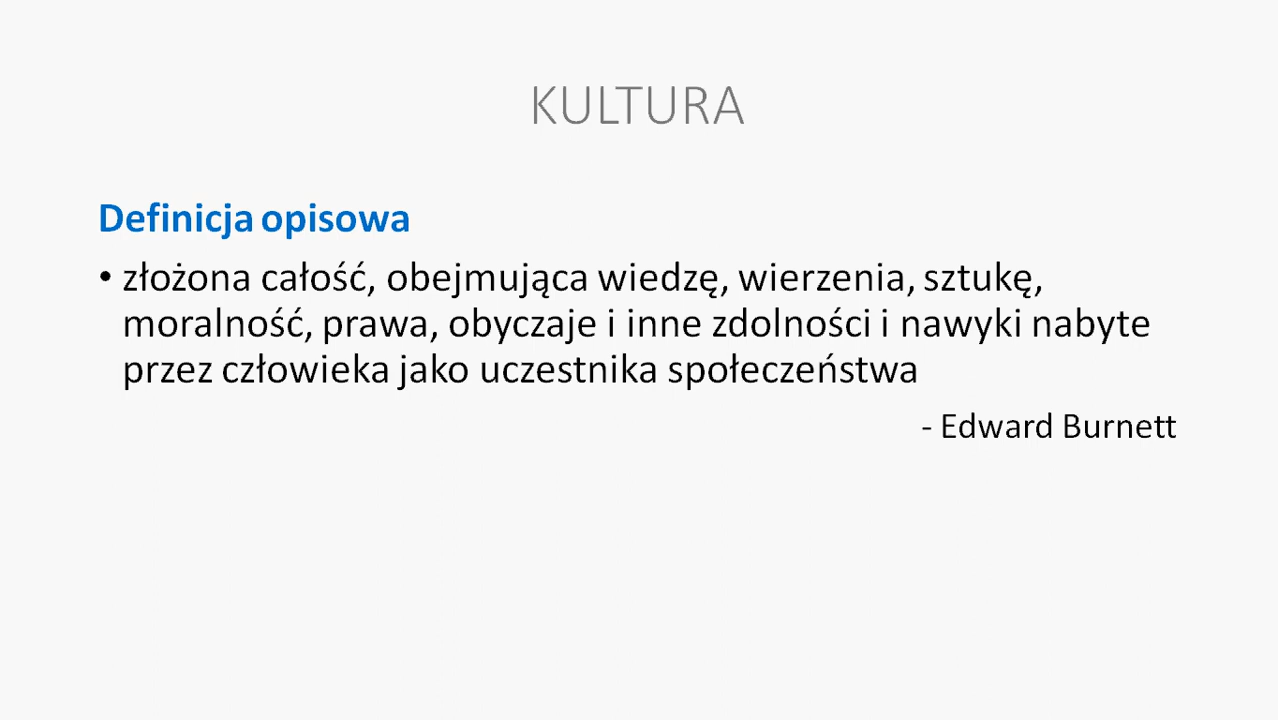 KULTURA
Definicja opisowa
• złożona całość, obejmująca wiedzę, wierzenia, sztukę,
moralność, prawa, obyczaje i inne zdolności i nawyki nabyte
przez człowieka jako uczestnika społeczeństwa
- Edward Burnett